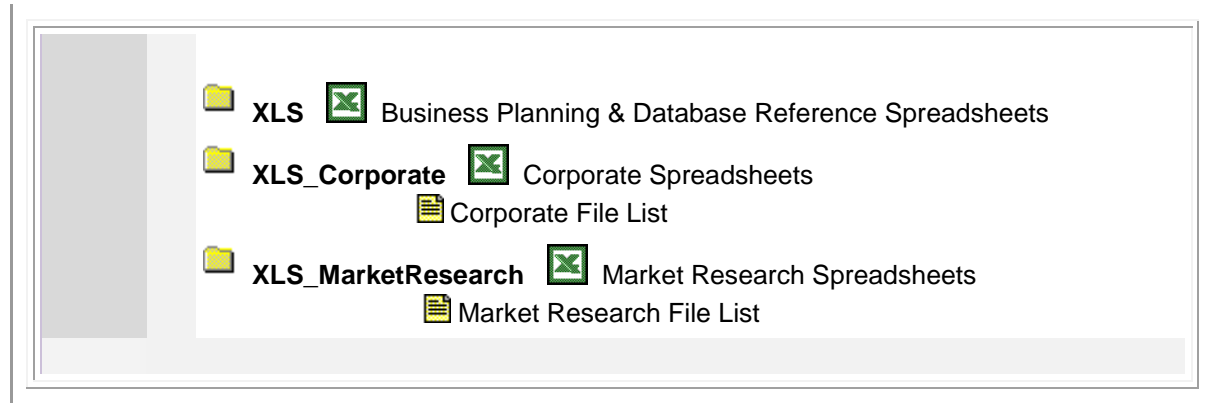 XLS Business Planning & Database Reference Spreadsheets
XLS_Corporate Corporate Spreadsheets
Corporate File List
XLS_MarketResearch Market Research Spreadsheets
Market Research File List